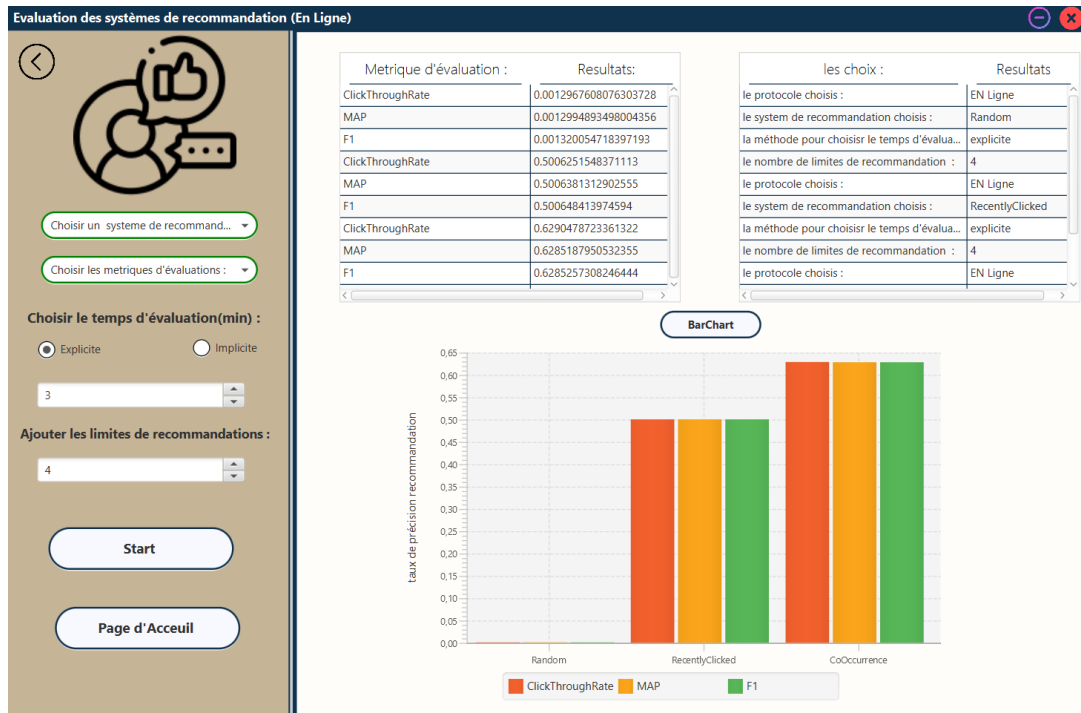 Evaluation des systèmes de recommandation (En Ligne)
Choisir un systeme de recommand...
Choisir les metriques d'évaluations :
Choisir le temps d'évaluation(min) :
Explicite
Implicite
3
Ajouter les limites de recommandations :
4
Start
Page d'Acceuil
Metrique d'évaluation : Resultats:
ClickThroughRate 0.0012967608076303728
MAP 0.0012994893498004356
F1 0.001320054718397193
ClickThroughRate 0.5006251548371113
MAP 0.5006381312902555
F1 0.500648413974594
ClickThroughRate 0.6290478723361322
MAP 0.6285187950532355
F1 0.6285257308246444
les choix : Resultats
le protocole choisis : EN Ligne
le system de recommandation choisis : Random
la méthode pour choisir le temps d'évalua... explicite
le nombre de limites de recommandation : 4
le protocole choisis : EN Ligne
le system de recommandation choisis : RecentlyClicked
la méthode pour choisir le temps d'évalua... explicite
le nombre de limites de recommandation : 4
le protocole choisis : EN Ligne
BarChart
taux de précision recommandation
0,65
0,60
0,55
0,50
0,45
0,40
0,35
0,30
0,25
0,20
0,15
0,10
0,05
0,00
Random RecentlyClicked CoOccurrence
ClickThroughRate MAP F1